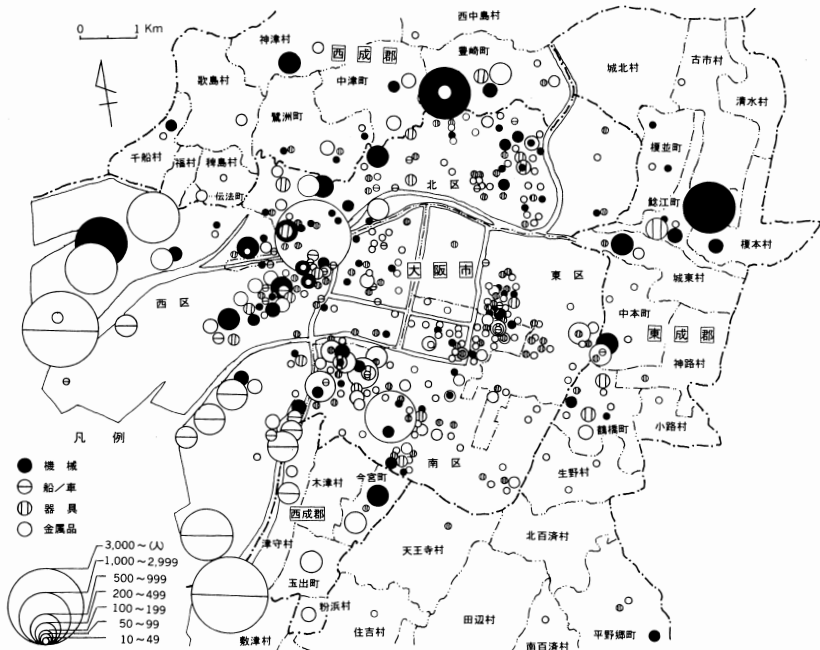 0 1 Km
西中島村
神津村
西成郡
豊崎町
城北村
古市村
中津町
歌島村
清水村
鷺洲町
榎並町
千船村
福村
稗島村
北区
伝法町
鯰江町
榎本村
大阪市
東区
城東村
西区
中本町
東成郡
神路村
凡例
鶴橋町
小路村
機械
南区
船/車
木津村
今宮町
生野村
器具
金属品
西成郡
北百済村
3,000~(人)
津守村
天王寺村
1,000~2,999
500~999
玉出町
200~499
100~199
粉浜村
田辺村
50~99
住吉村
平野郷町
10~49
敷津村
南百済村